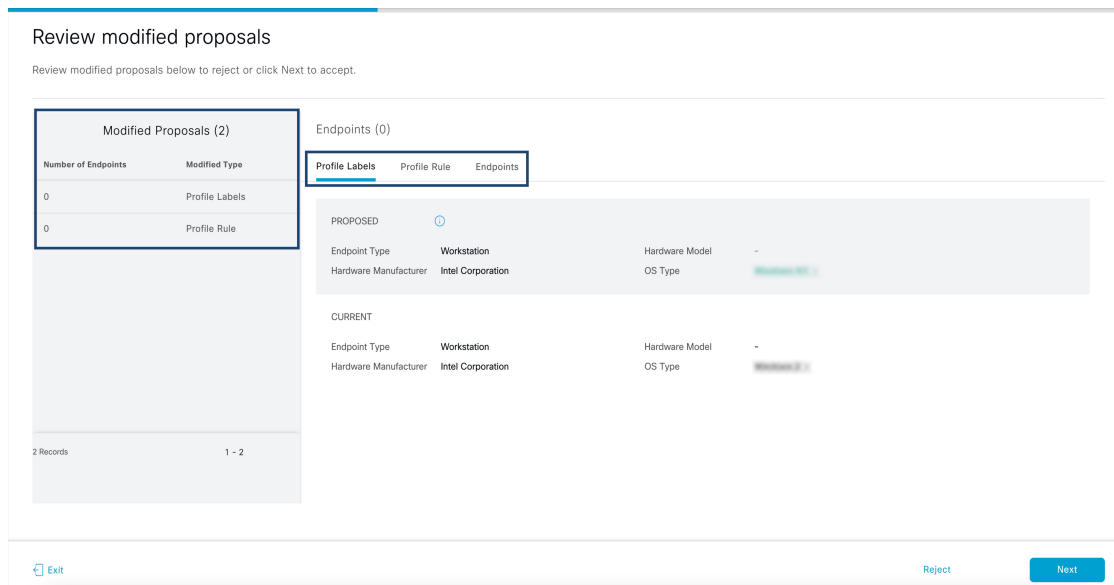 Review modified proposals
Review modified proposals below to reject or click Next to accept.
Modified Proposals (2)
Number of Endpoints Modified Type
0 Profile Labels
0 Profile Rule
2 Records 1 - 2
Endpoints (0)
Profile Labels Profile Rule Endpoints
PROPOSED
Endpoint Type Workstation Hardware Model -
Hardware Manufacturer Intel Corporation OS Type
CURRENT
Endpoint Type Workstation Hardware Model -
Hardware Manufacturer Intel Corporation OS Type
Exit Reject Next